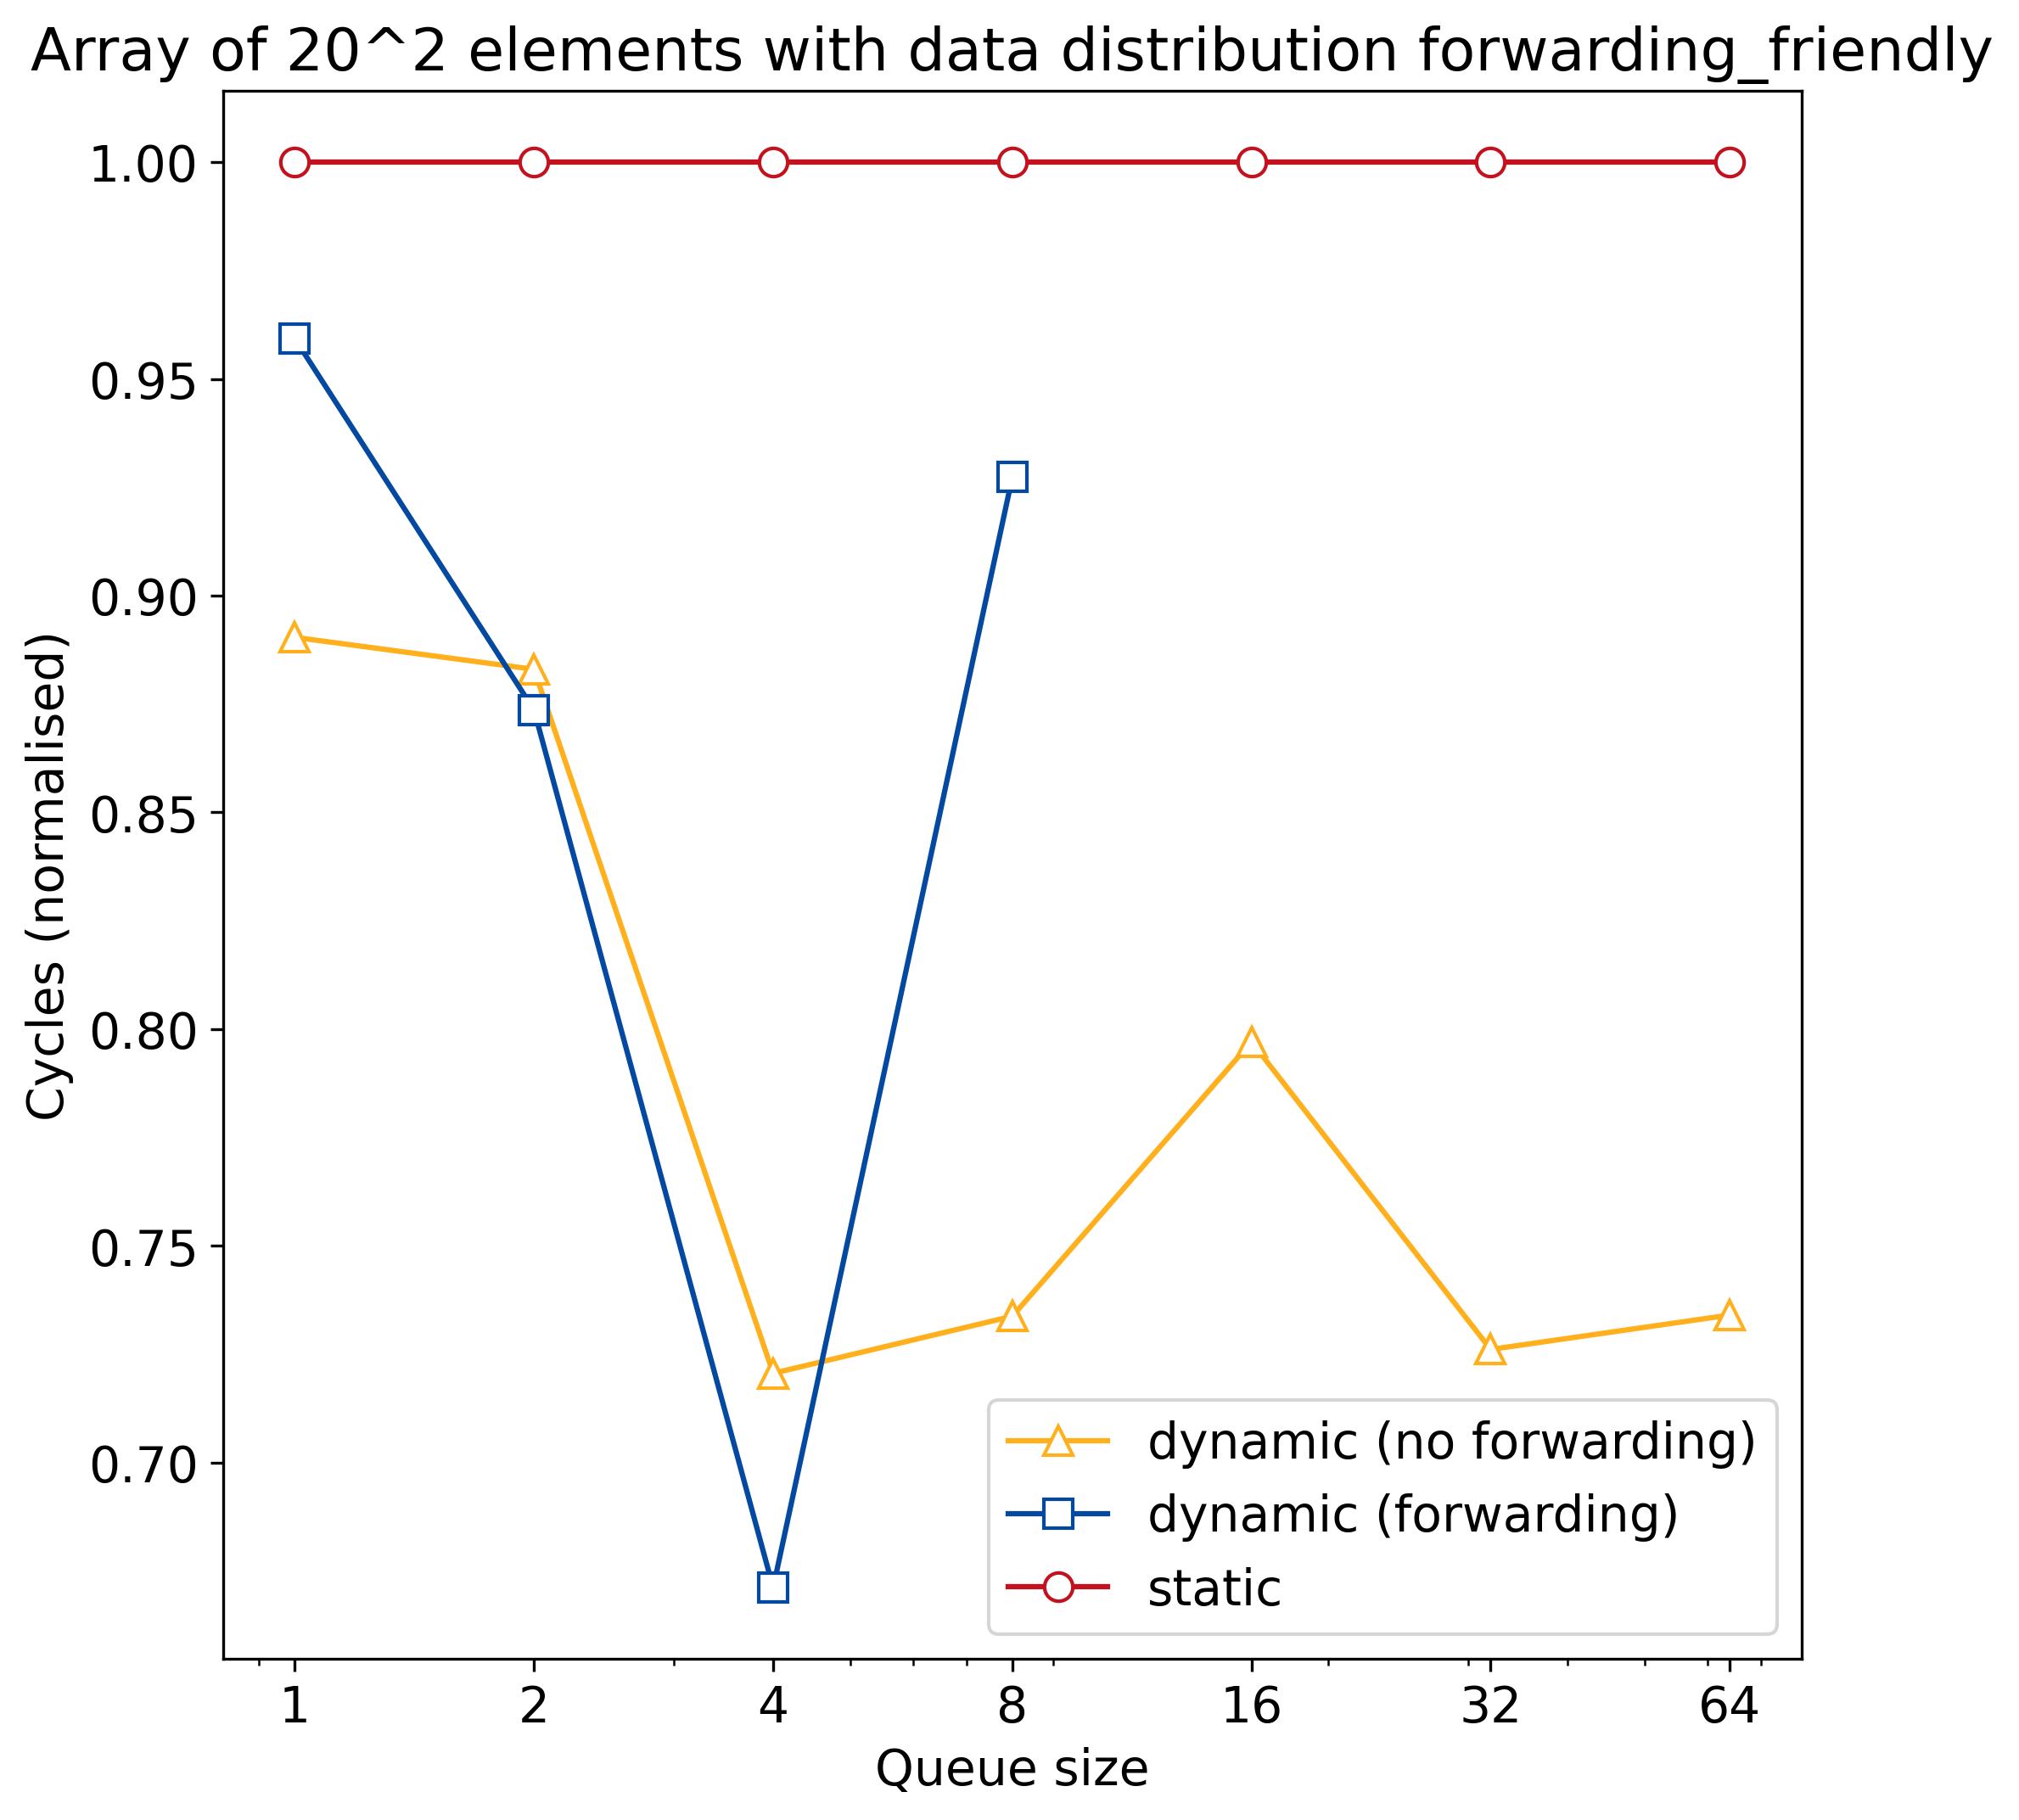 Array of 20^2 elements with data distribution forwarding_friendly
Cycles (normalised)
1.00
0.95
0.90
0.85
0.80
0.75
0.70
dynamic (no forwarding)
dynamic (forwarding)
static
1 2 4 8 16 32 64
Queue size